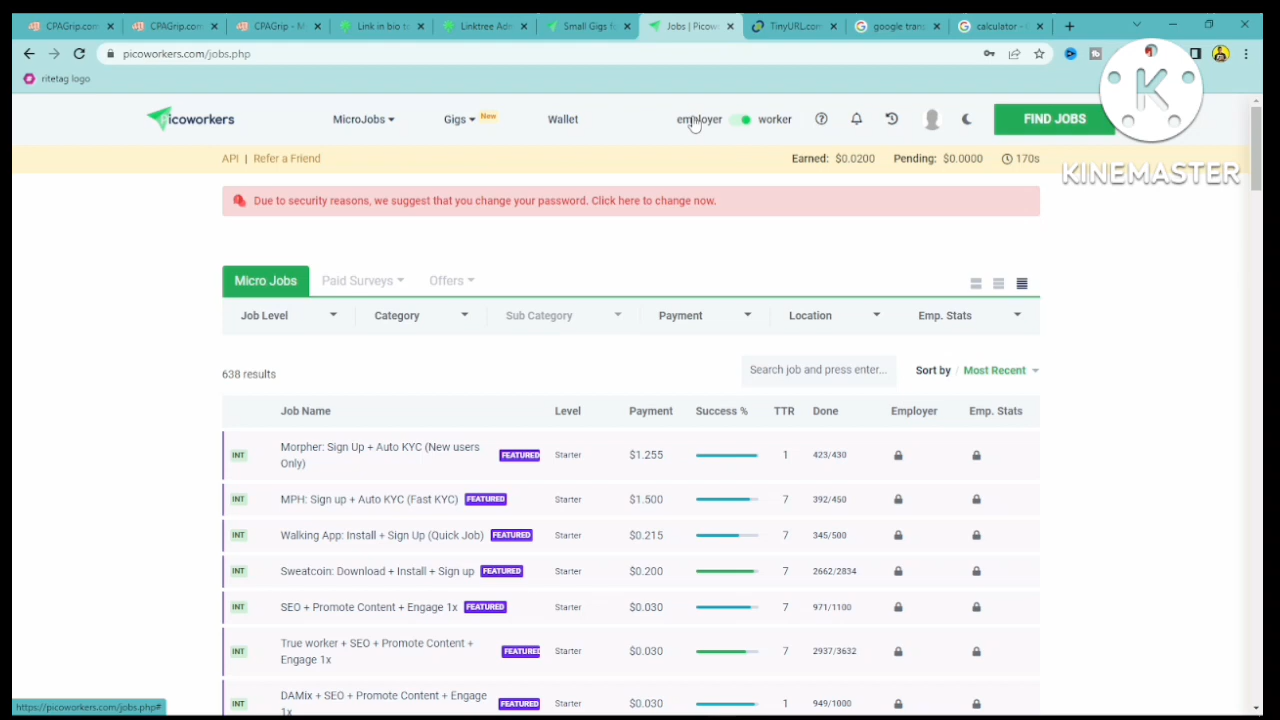 CPAGrip.com
CPAGrip.com
CPAGrip - M
Link in bio t
Linktree Adm
Small Gigs fo
Jobs | Picow
TinyURL.com
google trans
calculator - G
picoworkers.com/jobs.php
ritetag logo
picoworkers
MicroJobs
Gigs
New
Wallet
employer
worker
FIND JOBS
K
KINEMASTER
API | Refer a Friend
Earned: $0.0200 Pending: $0.0000 170s
Due to security reasons, we suggest that you change your password. Click here to change now.
Micro Jobs Paid Surveys Offers
Job Level Category Sub Category Payment Location Emp. Stats
638 results
Search job and press enter...
Sort by / Most Recent
Job Name Level Payment Success % TTR Done Employer Emp. Stats
INT Morpher: Sign Up + Auto KYC (New users
Only) FEATURED Starter $1.255 1 423/430
INT MPH: Sign up + Auto KYC (Fast KYC) FEATURED Starter $1.500 7 392/450
INT Walking App: Install + Sign Up (Quick Job) FEATURED Starter $0.215 7 345/500
INT Sweatcoin: Download + Install + Sign up FEATURED Starter $0.200 7 2662/2834
INT SEO + Promote Content + Engage 1x FEATURED Starter $0.030 7 971/1100
INT True worker + SEO + Promote Content +
Engage 1x FEATURED Starter $0.030 7 2937/3632
INT DAMix + SEO + Promote Content + Engage
1x FEATURED Starter $0.030 1 949/1000
https://picoworkers.com/jobs.php#